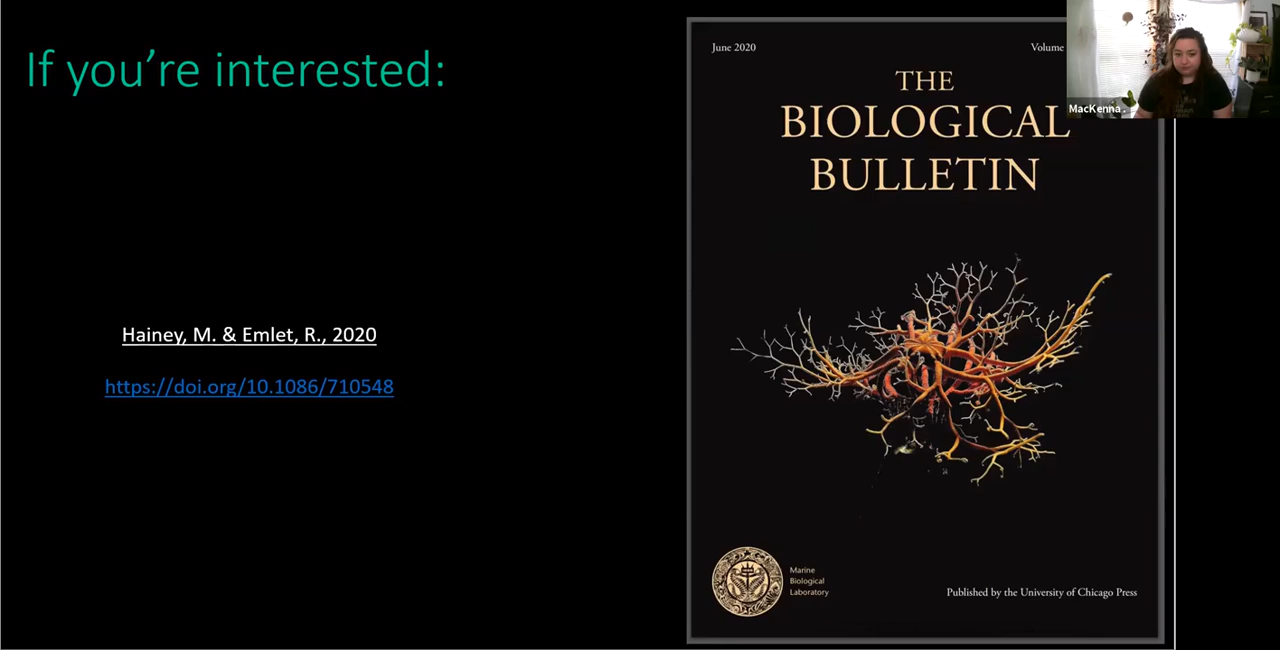 If you're interested:
Hainey, M. & Emlet, R., 2020
https://doi.org/10.1086/710548
June 2020
Volume
THE
BIOLOGICAL
BULLETIN
Marine
Biological
Laboratory
Published by the University of Chicago Press
MacKenna